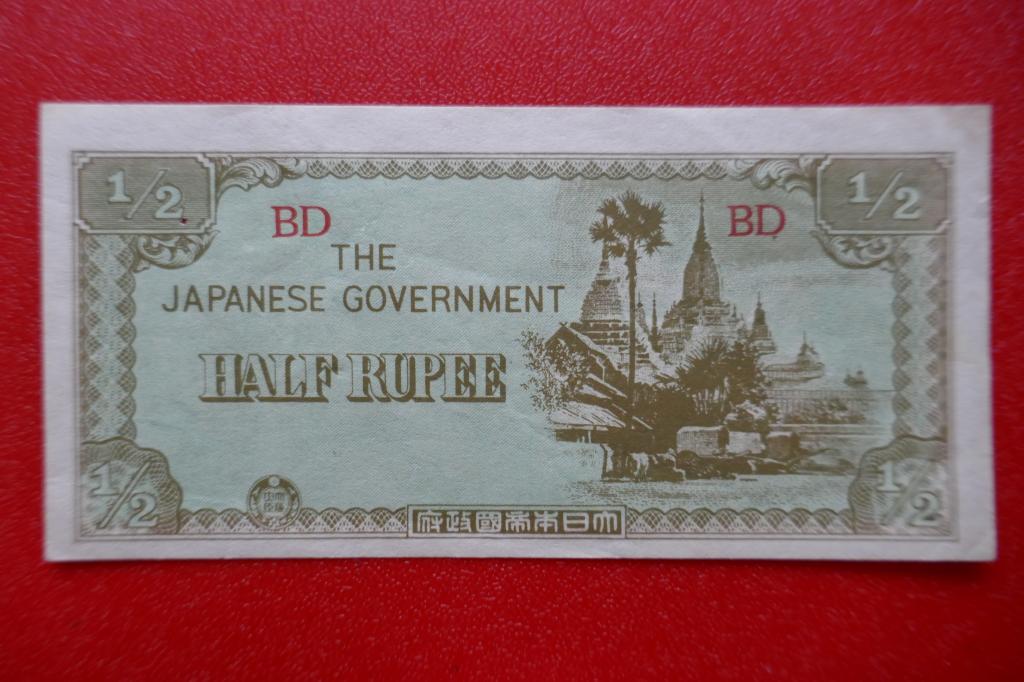 1/2
1/2
BD
BD
THE
JAPANESE GOVERNMENT
HALF RUPEE
1/2
1/2
府政國帝本日大